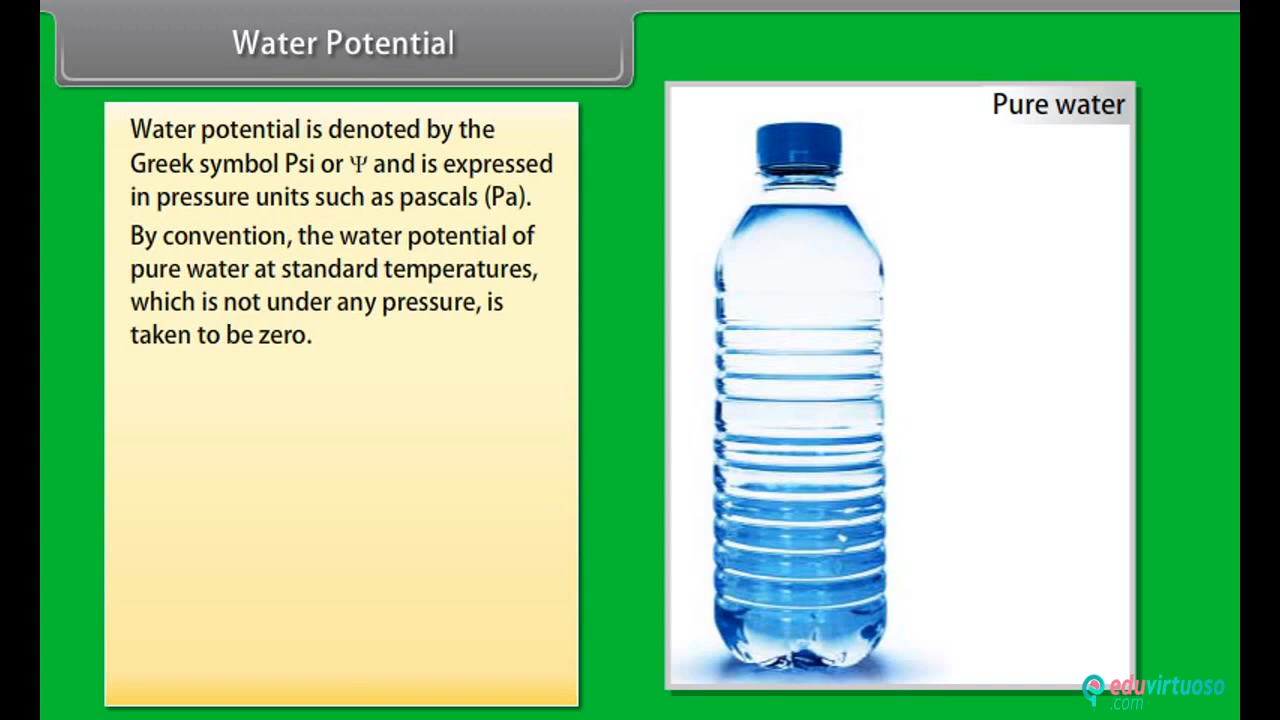 Water Potential
Water potential is denoted by the
Greek symbol Psi or Ψ and is expressed
in pressure units such as pascals (Pa).
By convention, the water potential of
pure water at standard temperatures,
which is not under any pressure, is
taken to be zero.
Pure water
eduvirtuoso
.com